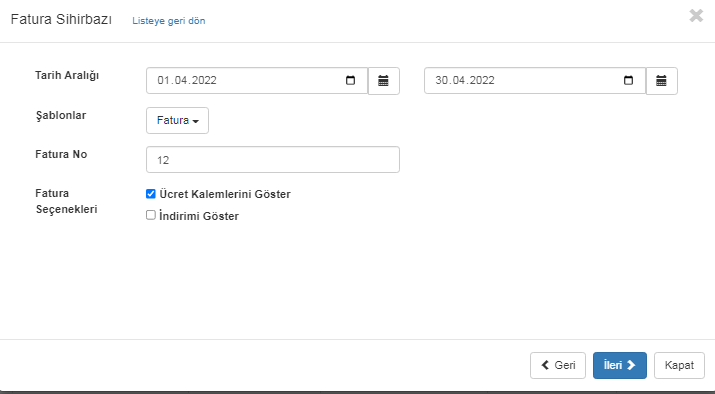 Fatura Sihirbazı Listeye geri dön
Tarih Aralığı 01.04.2022 30.04.2022
Şablonlar Fatura
Fatura No 12
Fatura Seçenekleri
Ücret Kalemlerini Göster
İndirimi Göster
Geri İleri Kapat